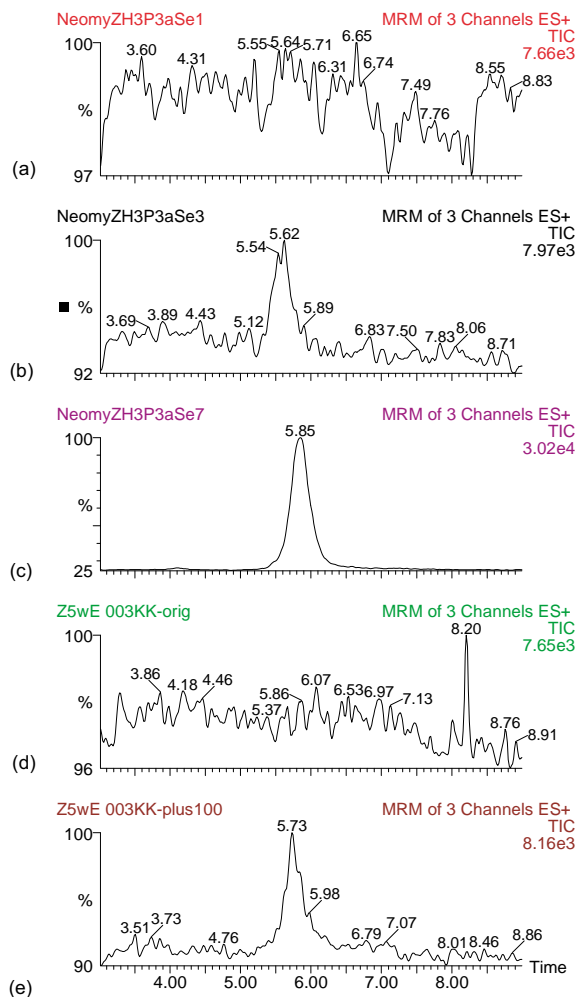 NeomyZH3P3aSe1 MRM of 3 Channels ES+
TIC
7.66e3
100
3.60
4.31
5.55
5.64
5.71
6.31
6.65
6.74
7.49
7.76
8.55
8.83
%
97
(a)
NeomyZH3P3aSe3 MRM of 3 Channels ES+
TIC
7.97e3
100
3.69
3.89
4.43
5.12
5.54
5.62
5.89
6.83
7.50
7.83
8.06
8.71
%
92
(b)
NeomyZH3P3aSe7 MRM of 3 Channels ES+
TIC
3.02e4
100
5.85
%
25
(c)
Z5wE 003KK-orig MRM of 3 Channels ES+
TIC
7.65e3
100
3.86
4.18
4.46
5.37
5.86
6.07
6.53
6.97
7.13
8.20
8.76
8.91
%
96
(d)
Z5wE 003KK-plus100 MRM of 3 Channels ES+
TIC
8.16e3
100
3.51
3.73
4.76
5.73
5.98
6.79
7.07
8.01
8.46
8.86
%
90
Time
4.00 5.00 6.00 7.00 8.00
(e)